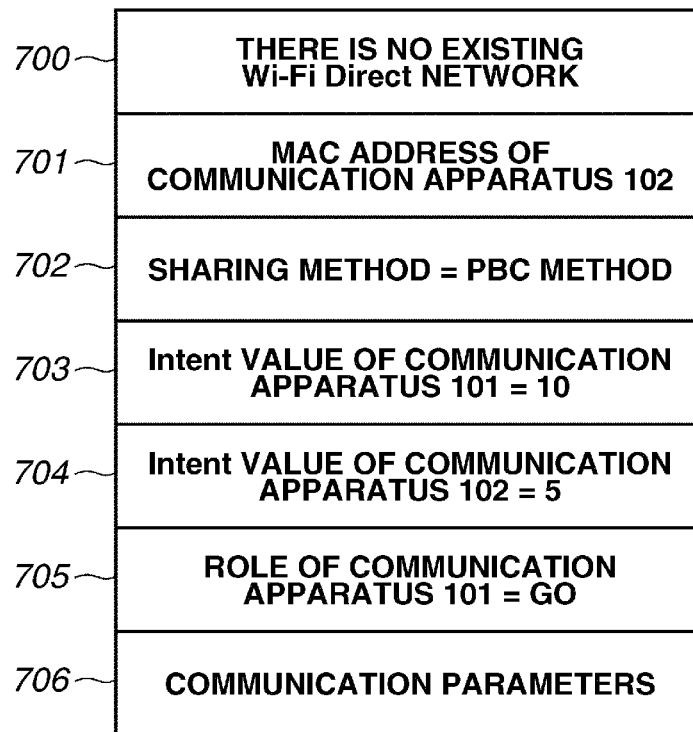 700
THERE IS NO EXISTING
Wi-Fi Direct NETWORK
701
MAC ADDRESS OF
COMMUNICATION APPARATUS 102
702
SHARING METHOD = PBC METHOD
703
Intent VALUE OF COMMUNICATION
APPARATUS 101 = 10
704
Intent VALUE OF COMMUNICATION
APPARATUS 102 = 5
705
ROLE OF COMMUNICATION
APPARATUS 101 = GO
706
COMMUNICATION PARAMETERS